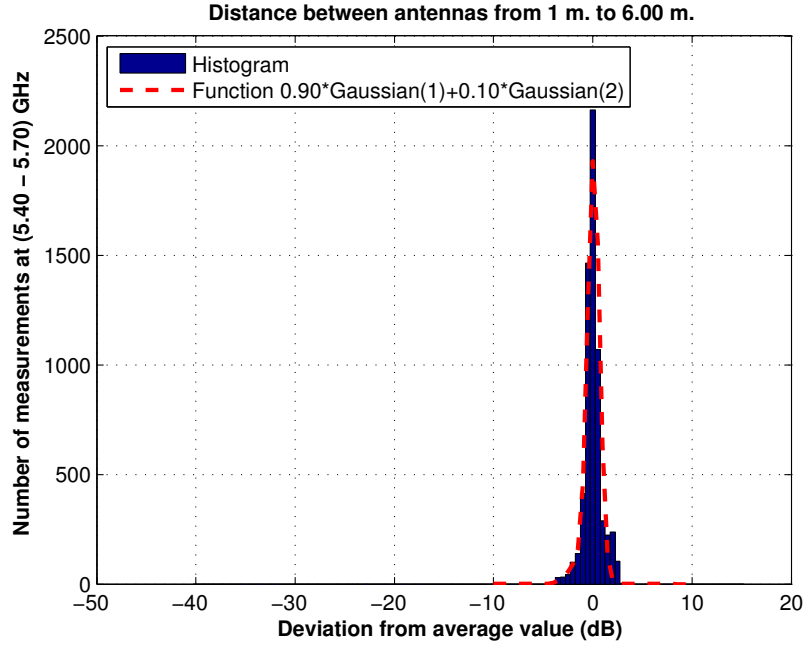 Distance between antennas from 1 m. to 6.00 m.
Number of measurements at (5.40 − 5.70) GHz
2500
2000
1500
1000
500
0
Histogram
Function 0.90*Gaussian(1)+0.10*Gaussian(2)
−50 −40 −30 −20 −10 0 10 20
Deviation from average value (dB)